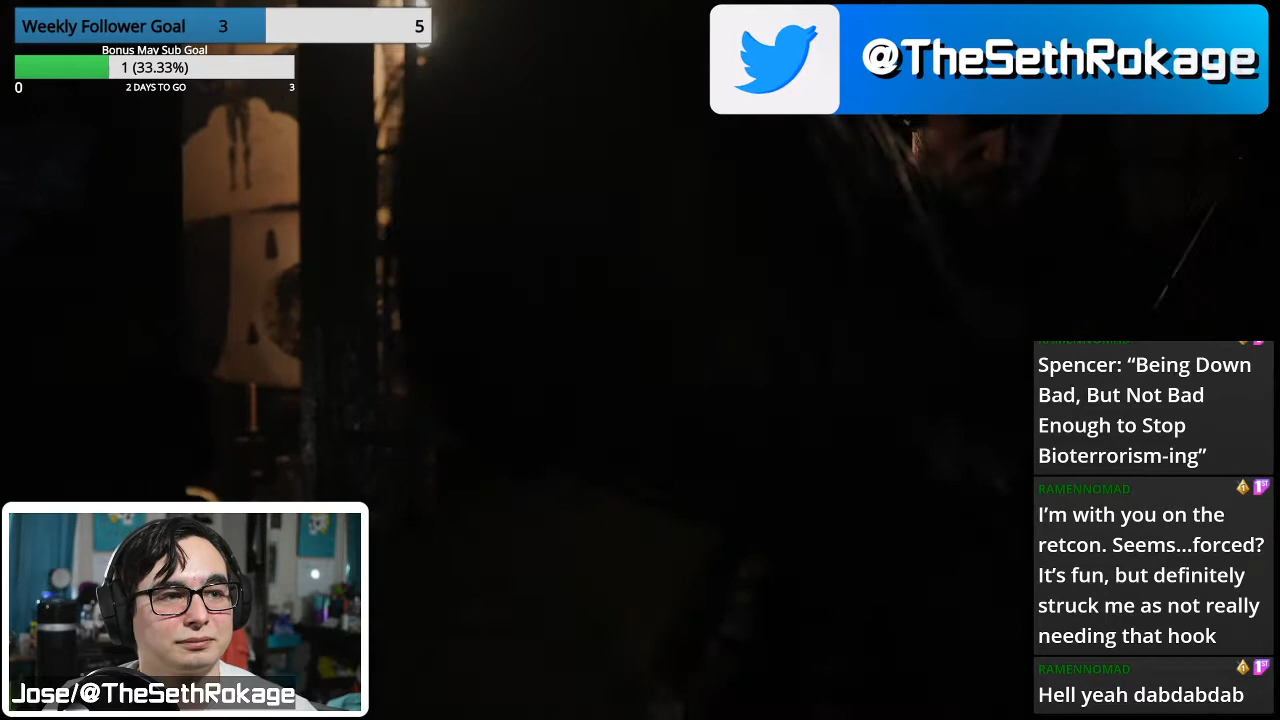 Weekly Follower Goal 3 5
Bonus May Sub Goal
1 (33.33%)
0 2 DAYS TO GO 3
@TheSethRokage
RAMENNOMAD
Spencer: “Being Down
Bad, But Not Bad
Enough to Stop
Bioterrorism-ing”
RAMENNOMAD
I’m with you on the
retcon. Seems...forced?
It’s fun, but definitely
struck me as not really
needing that hook
RAMENNOMAD
Hell yeah dabdabdab
Jose/@TheSethRokage